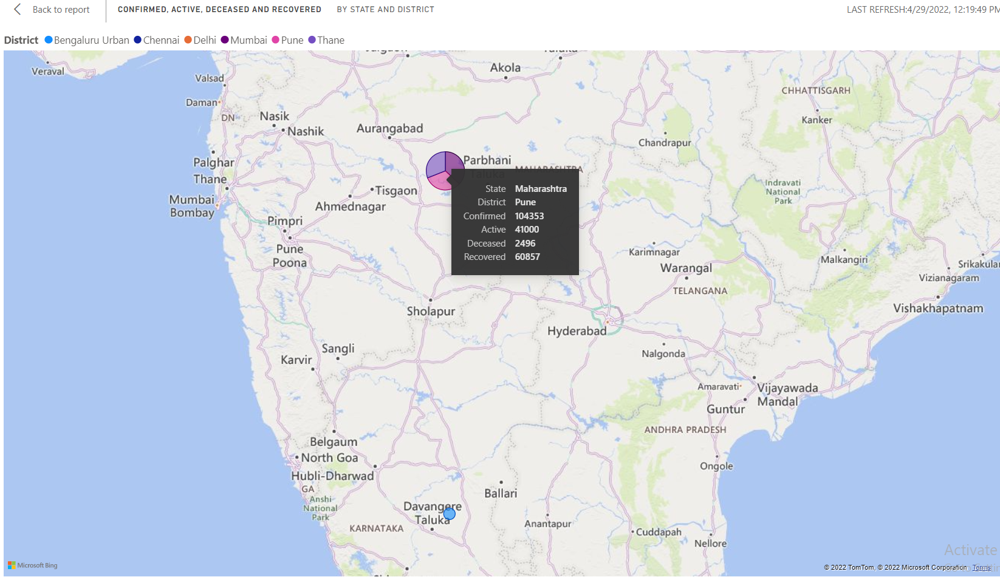 Back to report
CONFIRMED, ACTIVE, DECEASED AND RECOVERED
BY STATE AND DISTRICT
LAST REFRESH:4/29/2022, 12:19:49 PM
District
Bengaluru Urban
Chennai
Delhi
Mumbai
Pune
Thane
Veraval
Valsad
Akola
Daman
DN
Nasik
Nashik
Aurangabad
CHHATTISGARH
Kanker
Chandrapur
Palghar
Thane
Parbhani
Taluka
MAHARASHTRA
Mumbai
Bombay
Tisgaon
Ahmednagar
Indravati
National
Park
State Maharashtra
District Pune
Confirmed 104353
Active 41000
Deceased 2496
Recovered 60857
Pimpri
Pune
Poona
Karimnagar
Warangal
TELANGANA
Malkangiri
Srikakular
Vizianagaram
Vishakhapatnam
Sholapur
Hyderabad
Nalgonda
Sangli
Karvir
Amaravati
Vijayawada
Mandal
Guntur
ANDHRA PRADESH
Belgaum
North Goa
Hubli-Dharwad
GA
Anshi
National
Park
Ongole
Ballari
Davangere
Taluka
KARNATAKA
Anantapur
Cuddapah
Nellore
Activate
Microsoft Bing
© 2022 TomTom, © 2022 Microsoft Corporation Terms